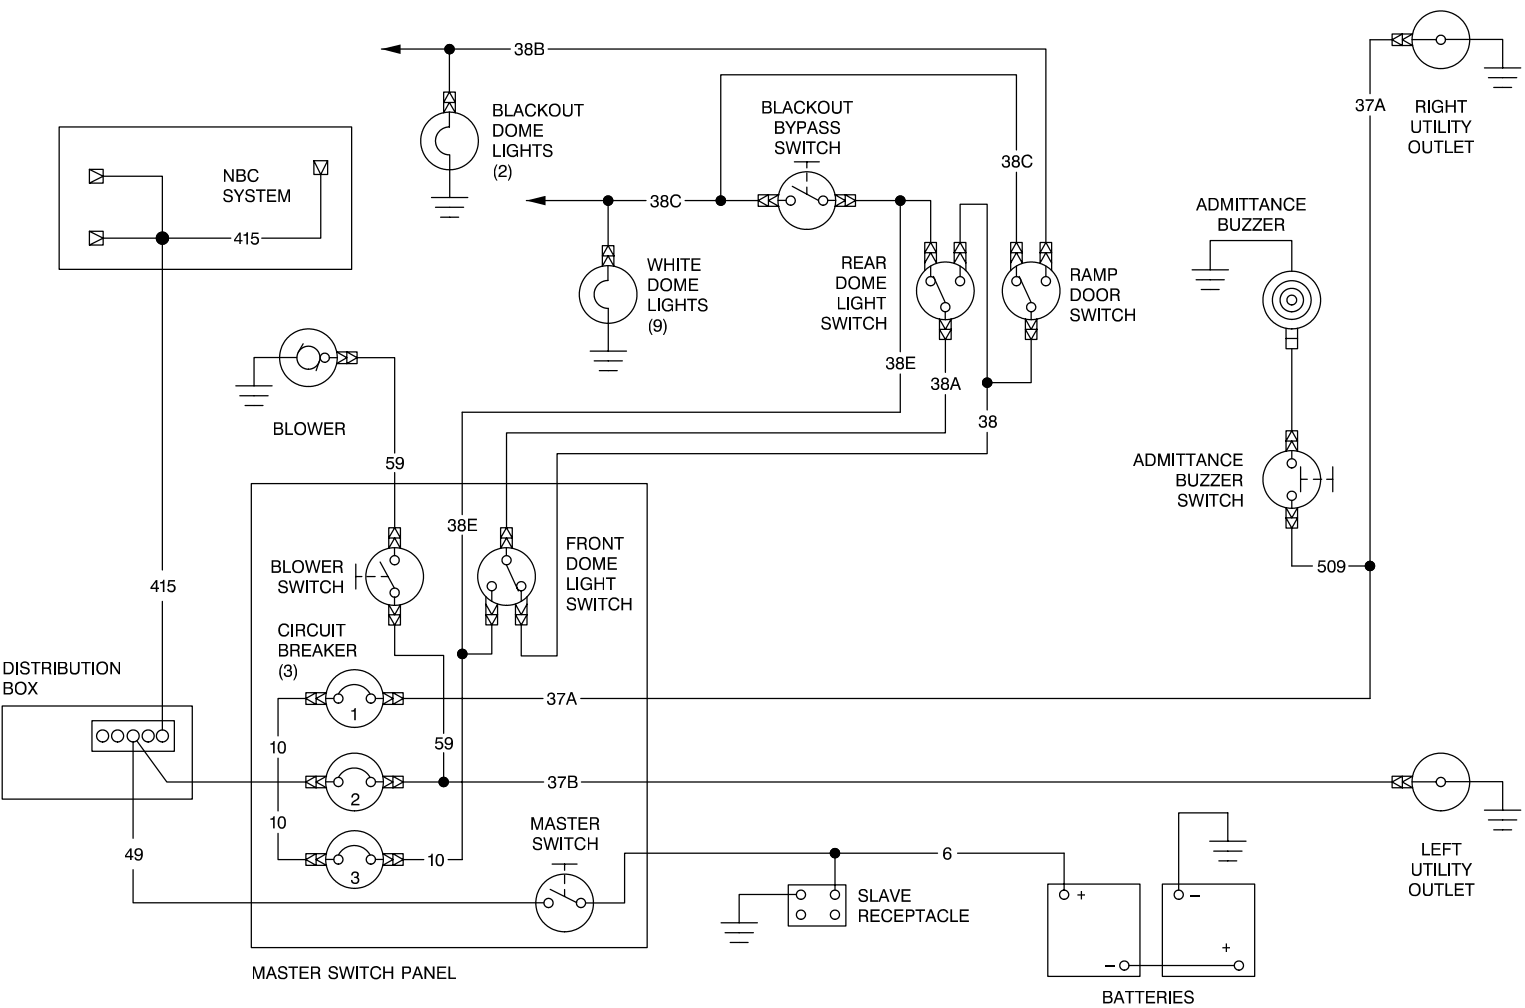 38B
BLACKOUT
DOME
LIGHTS
(2)
BLACKOUT
BYPASS
SWITCH
38C
37A
RIGHT
UTILITY
OUTLET
NBC
SYSTEM
415
38C
WHITE
DOME
LIGHTS
(9)
REAR
DOME
LIGHT
SWITCH
RAMP
DOOR
SWITCH
ADMITTANCE
BUZZER
38E
38A
38
BLOWER
59
ADMITTANCE
BUZZER
SWITCH
509
38E
BLOWER
SWITCH
FRONT
DOME
LIGHT
SWITCH
415
CIRCUIT
BREAKER
(3)
DISTRIBUTION
BOX
1
37A
10
59
2
37B
10
3
10
49
MASTER
SWITCH
6
SLAVE
RECEPTACLE
+
–
–
+
BATTERIES
LEFT
UTILITY
OUTLET
MASTER SWITCH PANEL